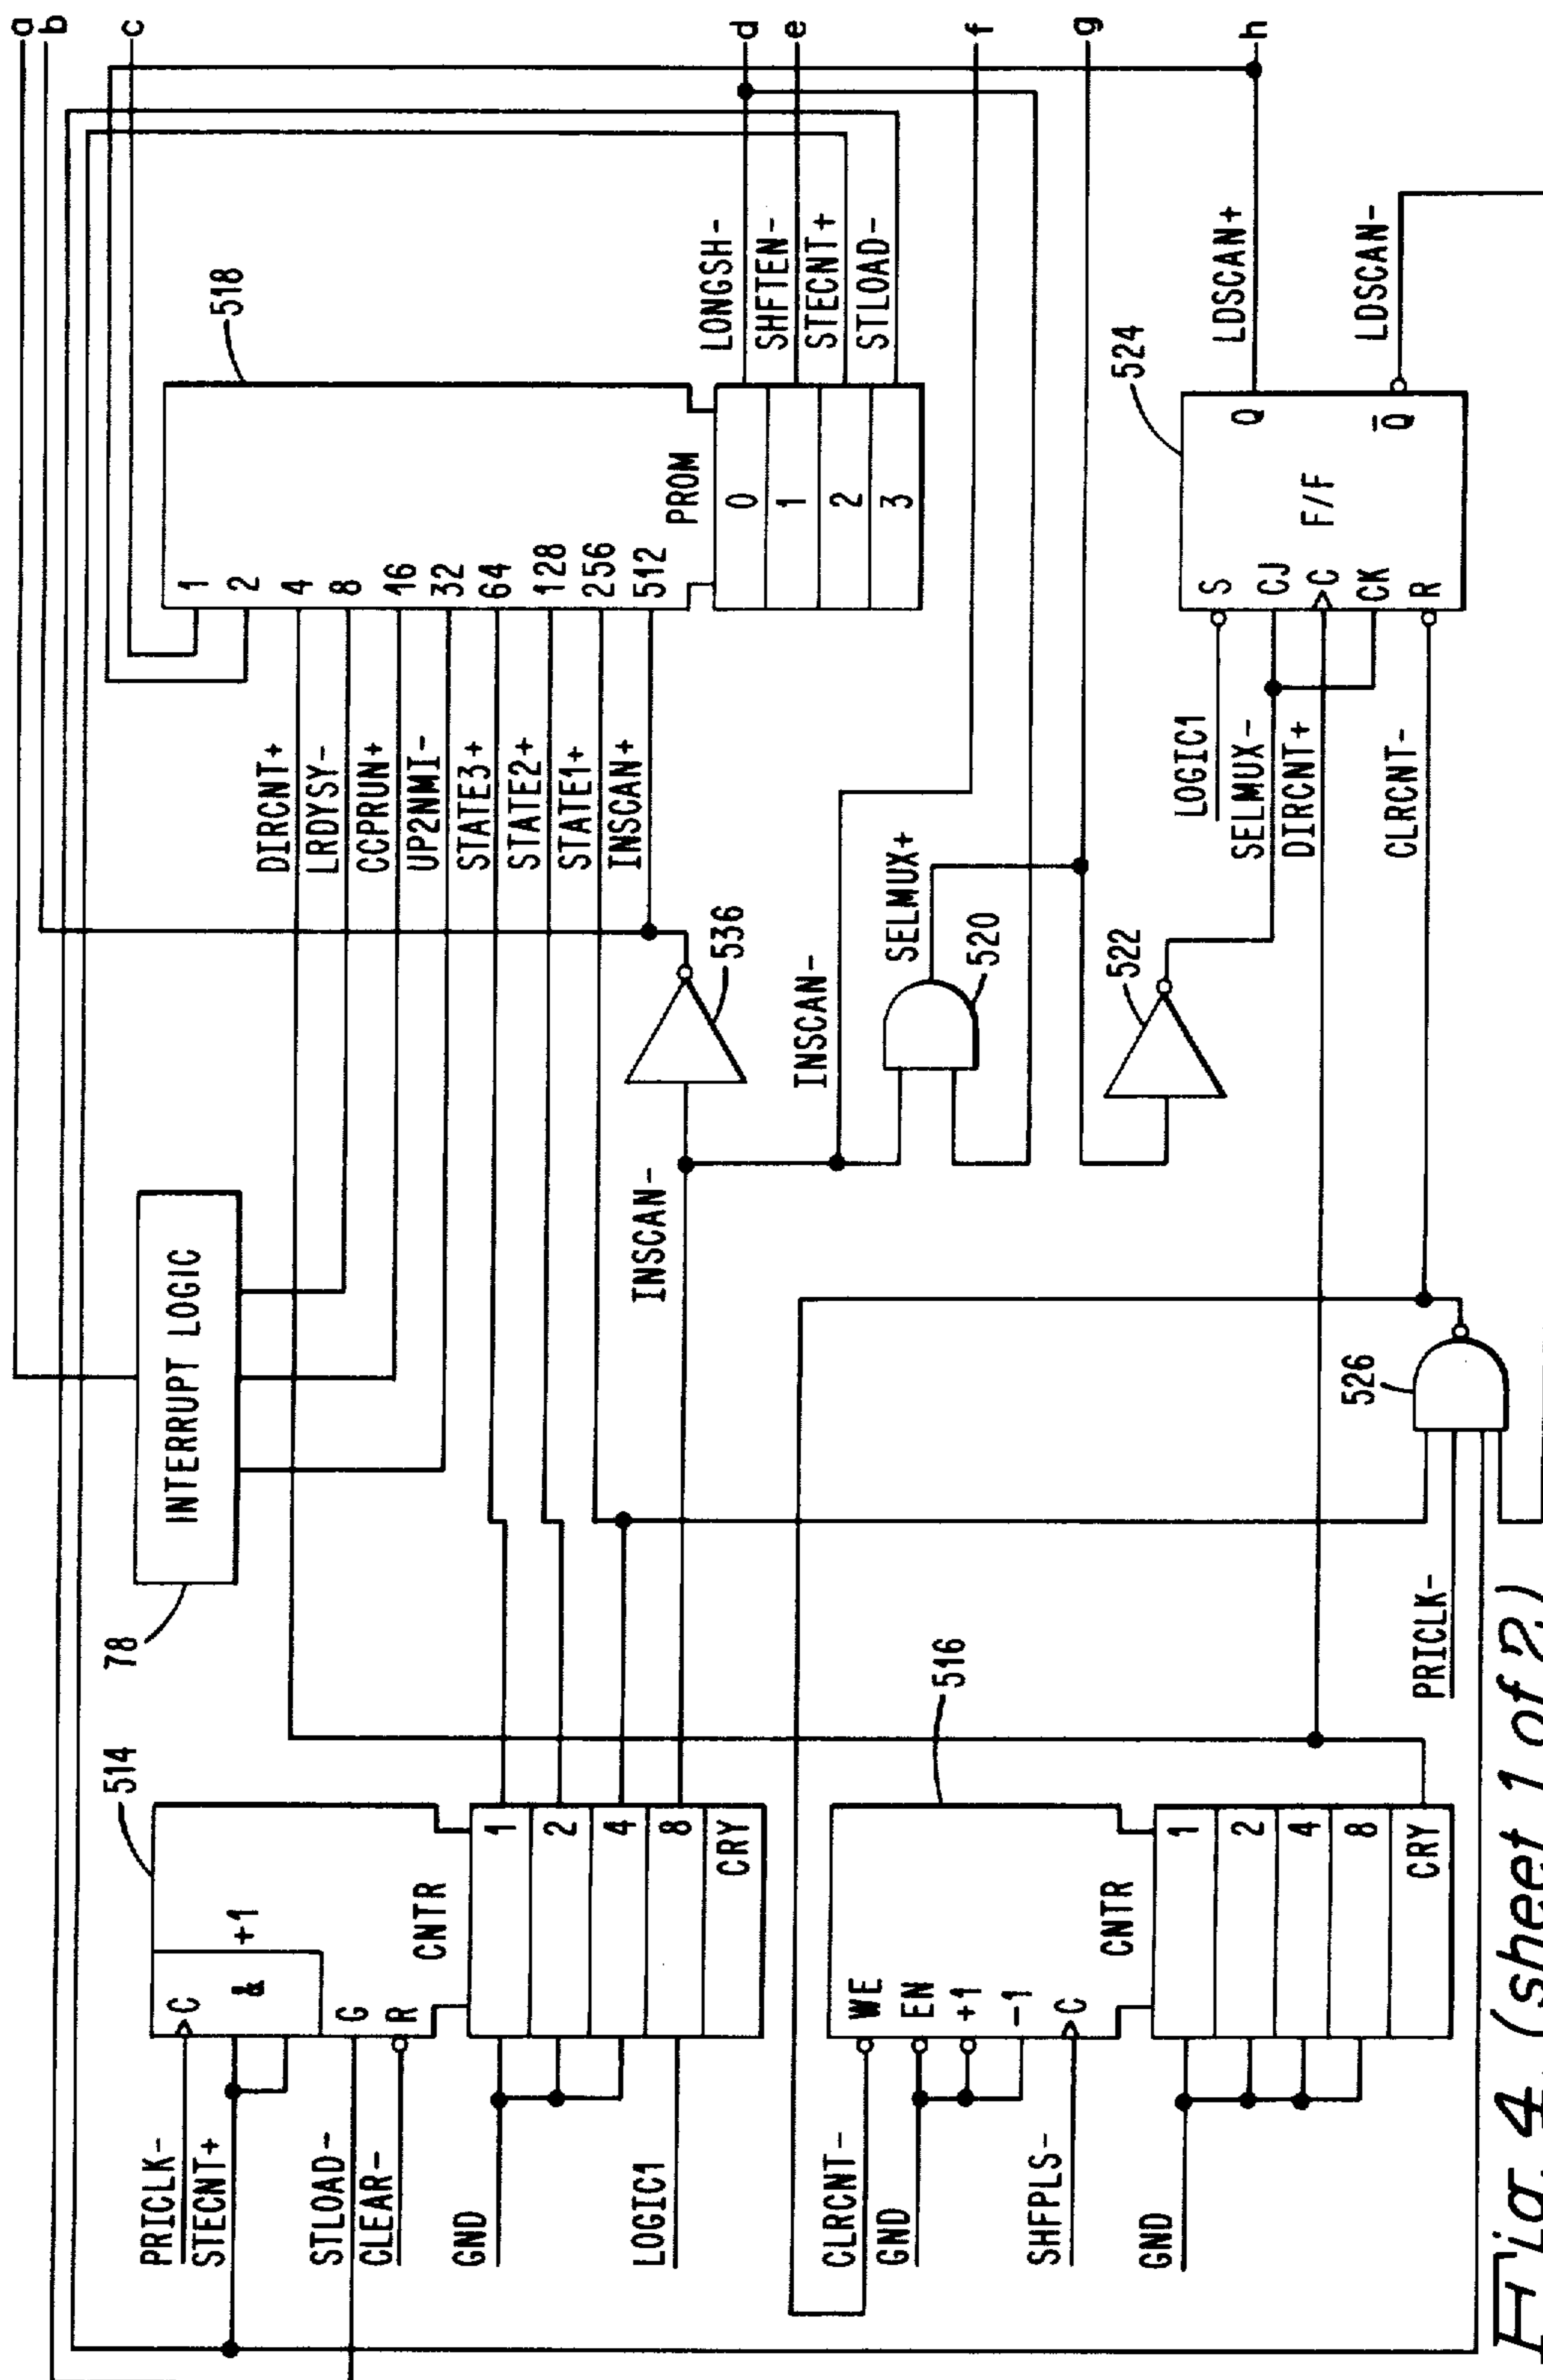 a
b
c
d
e
f
g
h
514
PRICLK-
STECNT+
STLOAD-
CLEAR-
GND
LOGIC1
C
&
+1
G
R
CNTR
1
2
4
8
CRY
78
INTERRUPT LOGIC
518
DIRCNT+
LRDYSY-
CCPRUN+
UP2NMI-
STATE3+
STATE2+
STATE1+
INSCAN+
1
2
4
8
16
32
64
128
256
512
PROM
0
1
2
3
LONGSH-
SHFTEN-
STECNT+
STLOAD-
INSCAN-
536
INSCAN-
SELMUX+
520
522
516
CLRCNT-
GND
SHFPLS-
GND
WE
EN
+1
-1
C
CNTR
1
2
4
8
CRY
PRICLK-
526
LOGIC1
SELMUX-
DIRCNT+
CLRCNT-
524
S
CJ
C
CK
R
F/F
Q
Q̅
LDSCAN+
LDSCAN-
Fig. 4. (sheet 1 of 2)